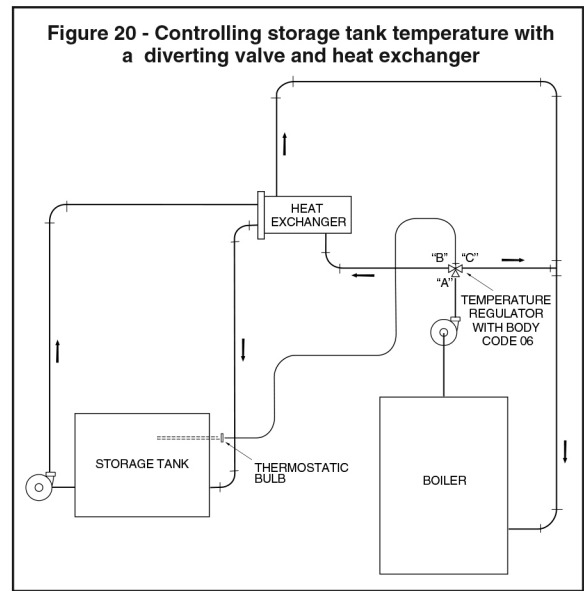 Figure 20 - Controlling storage tank temperature with
a diverting valve and heat exchanger
HEAT
EXCHANGER
“B”
“C”
“A”
TEMPERATURE
REGULATOR
WITH BODY
CODE 06
STORAGE TANK
THERMOSTATIC
BULB
BOILER